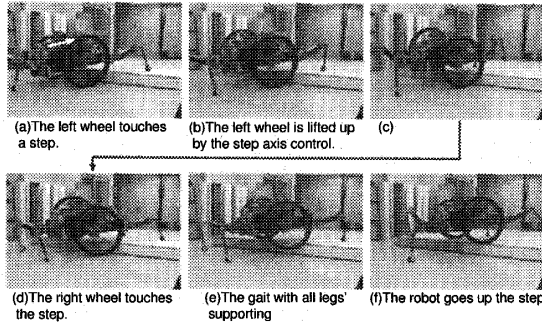 (a)The left wheel touches
a step.
(b)The left wheel is lifted up
by the step axis control.
(c)
(d)The right wheel touches
the step.
(e)The gait with all legs'
supporting
(f)The robot goes up the step